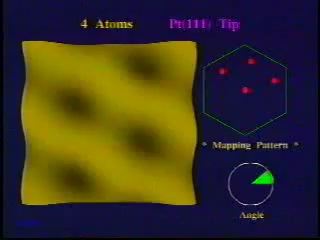 4 Atoms Pt(111) Tip
* Mapping Pattern *
Angle